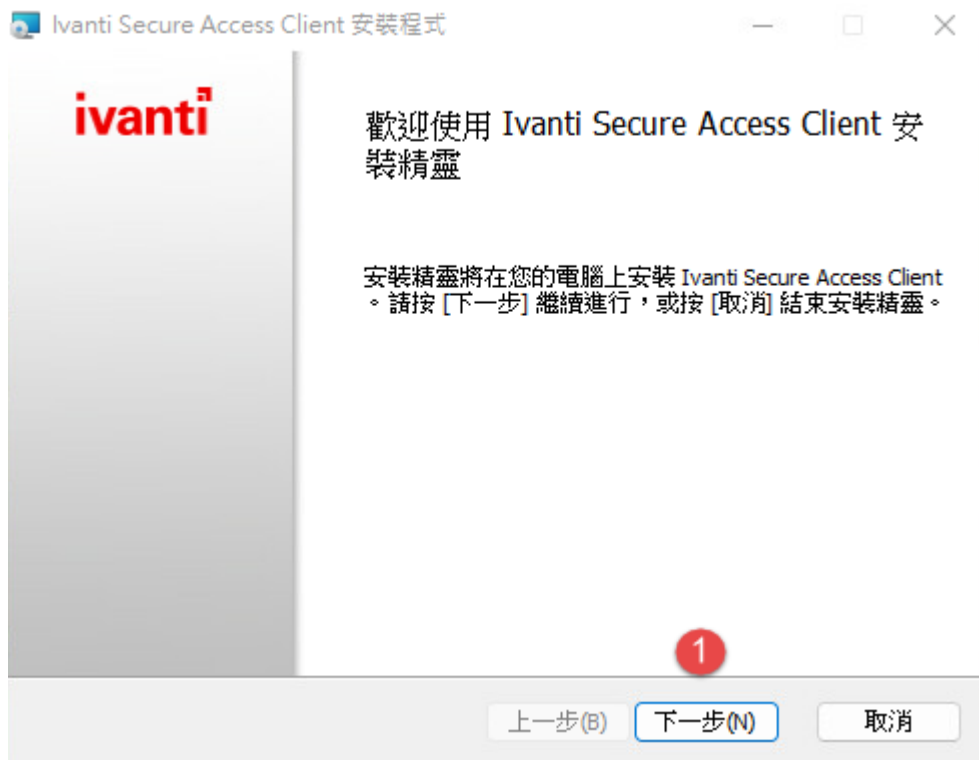 Ivanti Secure Access Client 安裝程式
ivanti
歡迎使用 Ivanti Secure Access Client 安
裝精靈
安裝精靈將在您的電腦上安裝 Ivanti Secure Access Client
。請按 [下一步] 繼續進行，或按 [取消] 結束安裝精靈。
1
上一步(B) 下一步(N) 取消